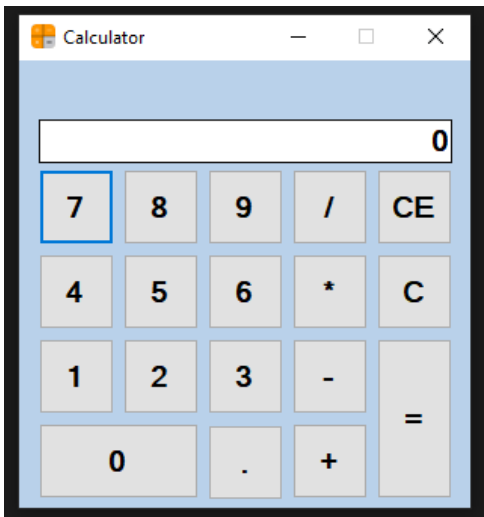 Calculator
0
7 8 9 / CE
4 5 6 * C
1 2 3 - =
0 . +